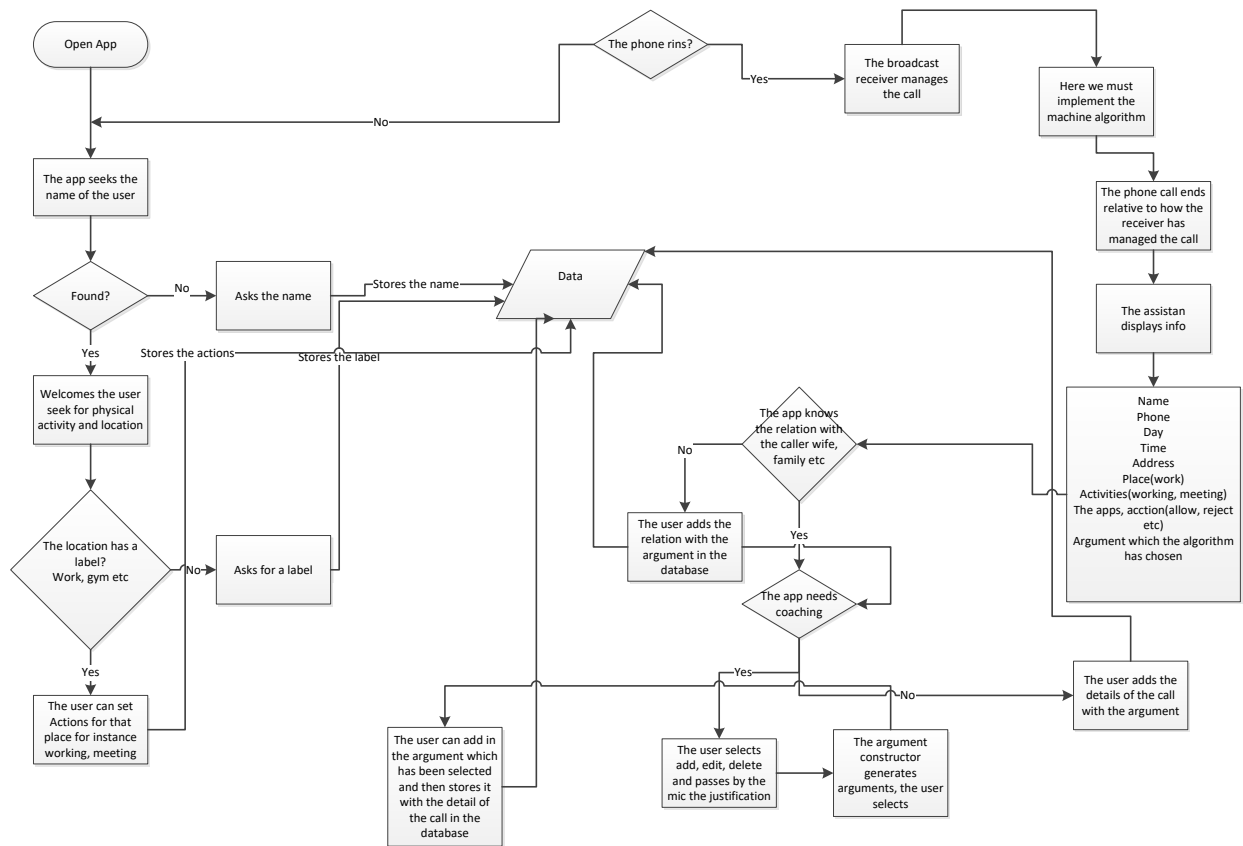 Open App
The phone rins?
Yes
The broadcast
receiver manages
the call
Here we must
implement the
machine algorithm
No
The app seeks the
name of the user
The phone call ends
relative to how the
receiver has
managed the call
Found?
No
Asks the name
Stores the name
Data
The assistan
displays info
Yes
Stores the actions
Stores the label
Welcomes the user
seek for physical
activity and location
Name
Phone
Day
Time
Address
Place(work)
Activities(working, meeting)
The apps, acction(allow, reject
etc)
Argument which the algorithm
has chosen
The app knows
the relation with
the caller wife,
family etc
No
Yes
The user adds the
relation with the
argument in the
database
The location has a
label?
Work, gym etc
No
Asks for a label
The app needs
coaching
Yes
Yes
No
The user can set
Actions for that
place for instance
working, meeting
The user adds the
details of the call
with the argument
The user can add in
the argument which
has been selected
and then stores it
with the detail of
the call in the
database
The user selects
add, edit, delete
and passes by the
mic the justification
The argument
constructor
generates
arguments, the user
selects